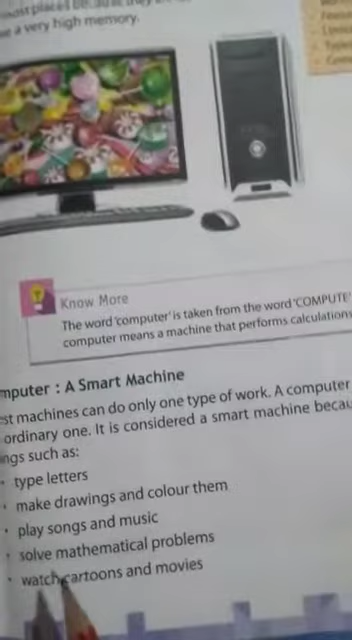 e a very high memory.
Know More
The word 'computer' is taken from the word 'COMPUTE'
computer means a machine that performs calculations
mputer : A Smart Machine
st machines can do only one type of work. A computer
ordinary one. It is considered a smart machine becau
ngs such as:
• type letters
• make drawings and colour them
• play songs and music
• solve mathematical problems
• watch cartoons and movies